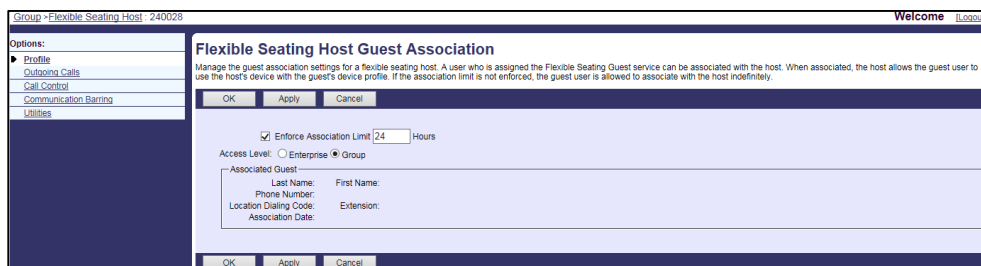 Group >Flexible Seating Host : 240028 Welcome
Options:
Profile
Outgoing Calls
Call Control
Communication Barring
Utilities
Flexible Seating Host Guest Association
Manage the guest association settings for a flexible seating host. A user who is assigned the Flexible Seating Guest service can be associated with the host. When associated, the host allows the guest user to
use the host's device with the guest's device profile. If the association limit is not enforced, the guest user is allowed to associate with the host indefinitely.
OK Apply Cancel
Enforce Association Limit 24 Hours
Access Level: Enterprise Group
Associated Guest
Last Name: First Name:
Phone Number:
Location Dialing Code: Extension:
Association Date:
OK Apply Cancel